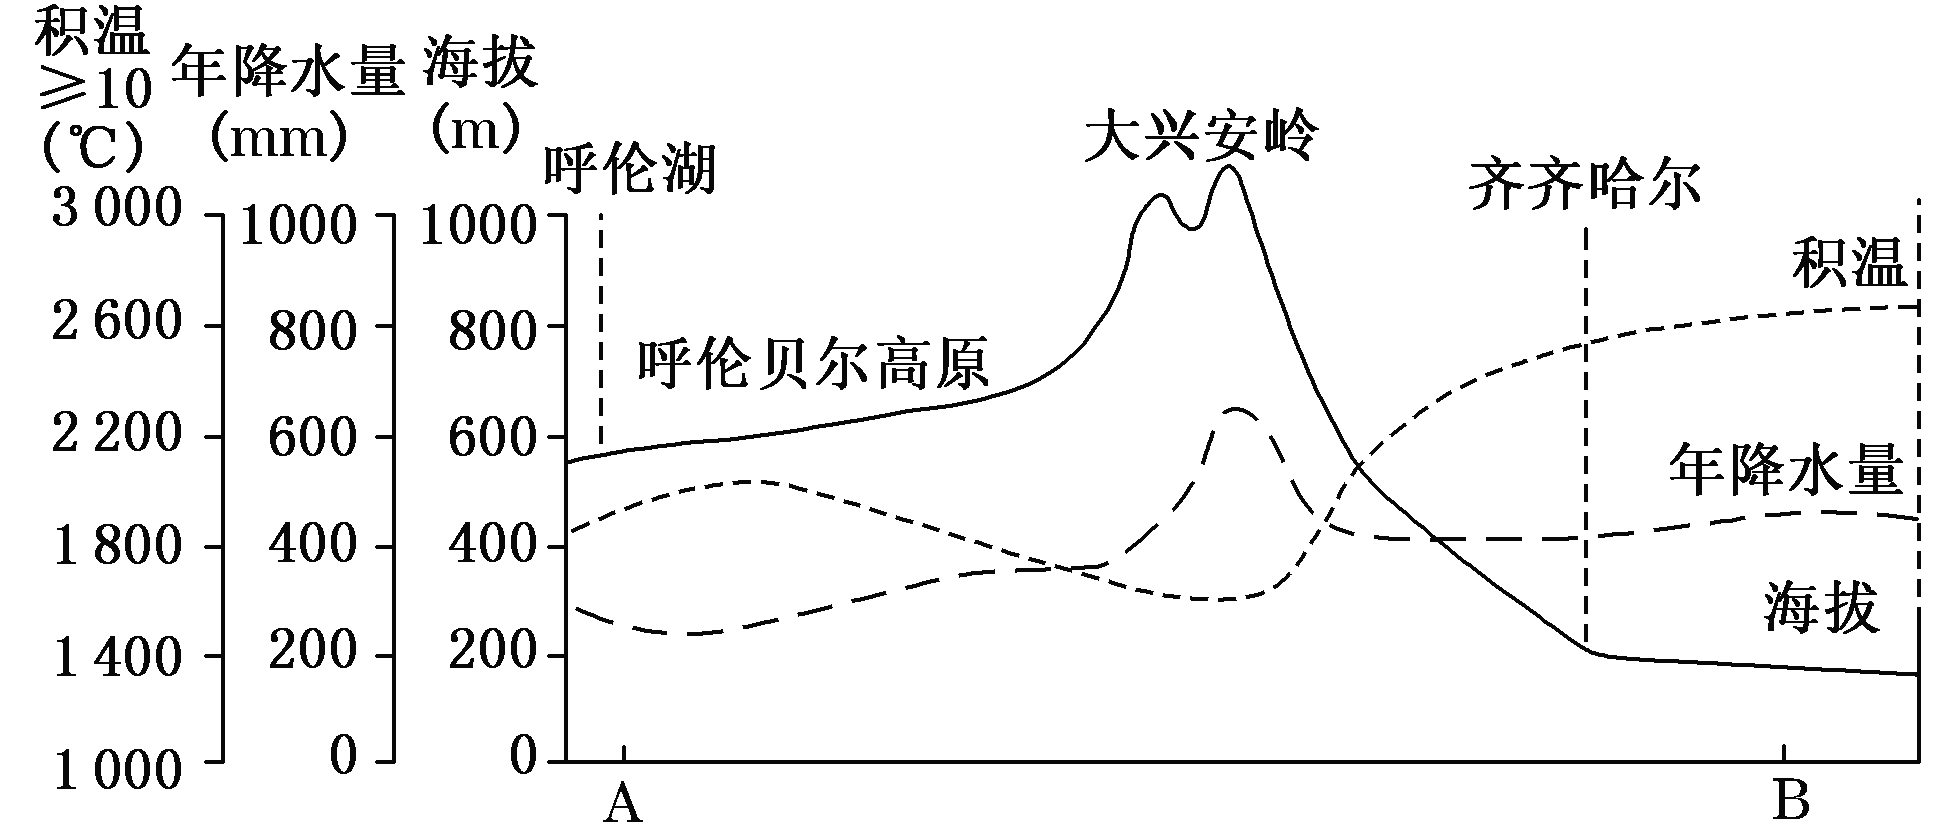 积温
≥10
(℃)
年降水量
(mm)
海拔
(m)
呼伦湖
大兴安岭
齐齐哈尔
3 000
1000
1000
积温
2 600
800
800
呼伦贝尔高原
2 200
600
600
年降水量
1 800
400
400
海拔
1 400
200
200
1 000
0
0
A
B